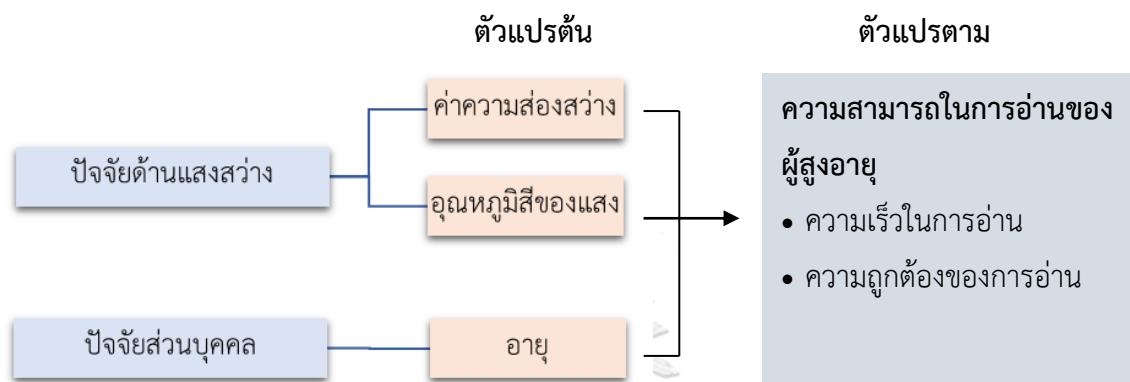 ตัวแปรต้น
ตัวแปรตาม
ปัจจัยด้านแสงสว่าง
ค่าความส่องสว่าง
อุณหภูมิสีของแสง
ปัจจัยส่วนบุคคล
อายุ
ความสามารถในการอ่านของ
ผู้สูงอายุ
• ความเร็วในการอ่าน
• ความถูกต้องของการอ่าน